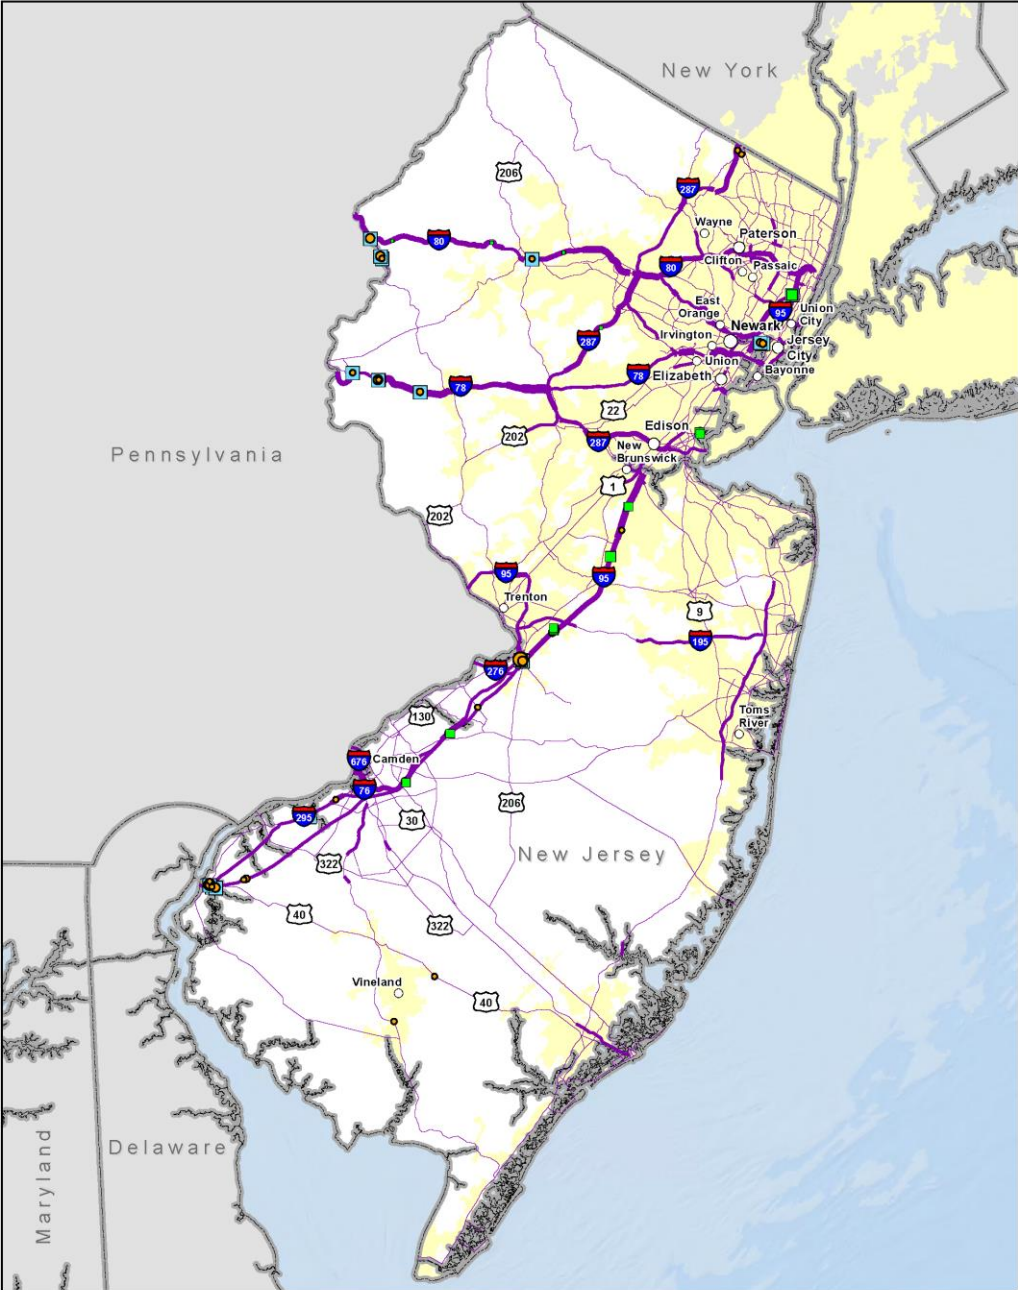 New York
206
287
Wayne
Paterson
80
Clifton
Passaic
80
East
Orange
95
Union
City
Newark
Irvington
Jersey
City
287
Union
Bayonne
78
78
Elizabeth
22
Edison
202
287
New
Brunswick
Pennsylvania
1
202
95
95
Trenton
9
195
276
130
Toms
River
676
Camden
76
206
295
30
New Jersey
322
40
322
Vineland
40
Maryland
Delaware